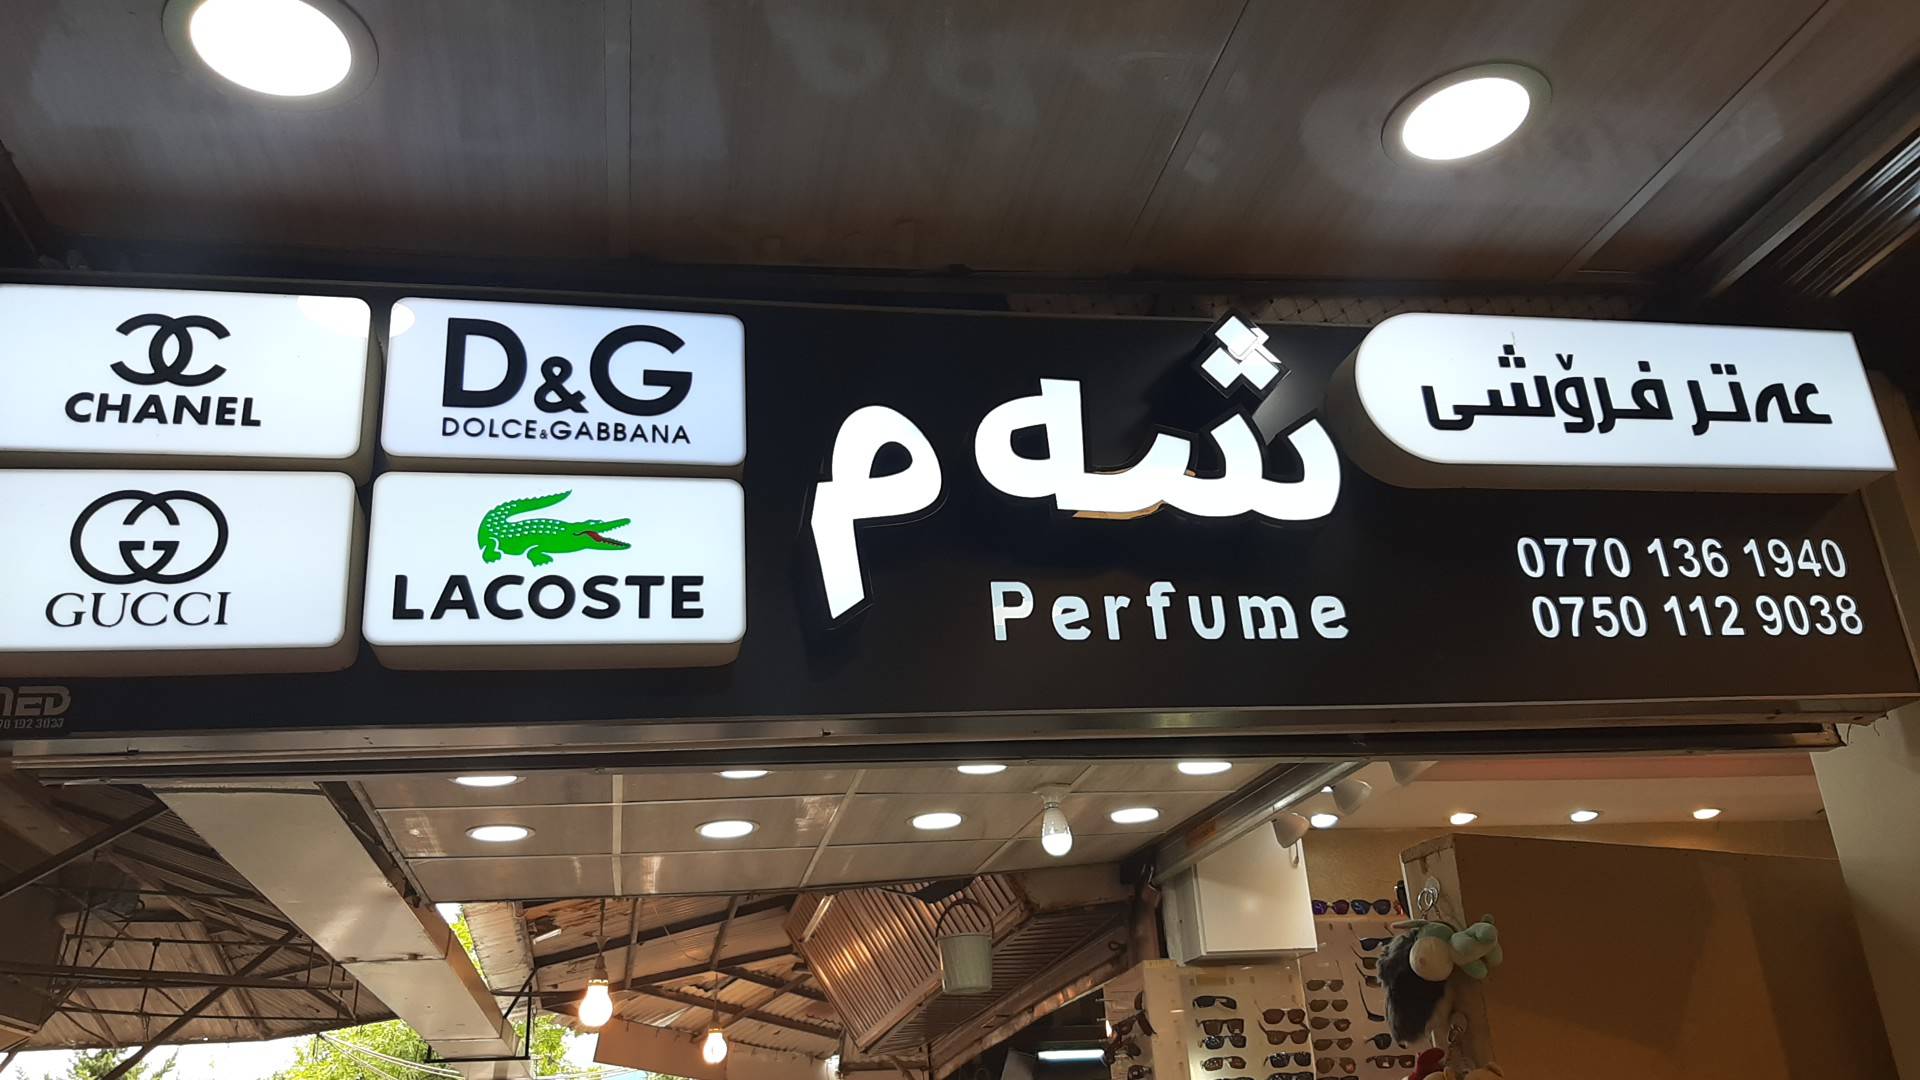 CHANEL
D&G
DOLCE&GABBANA
GUCCI
LACOSTE
شەم
Perfume
عەتر فرۆشی
0770 136 1940
0750 112 9038